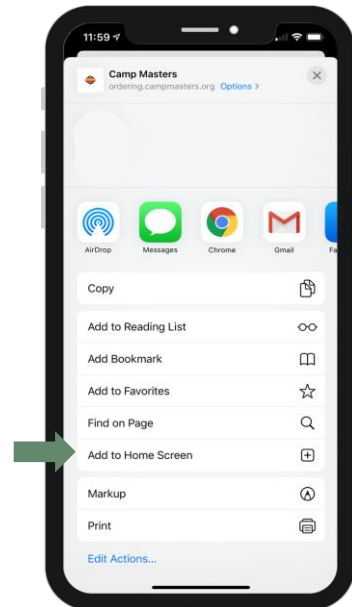 11:59
Camp Masters
ordering.campmasters.org Options >
AirDrop Messages Chrome Gmail Fa
Copy
Add to Reading List
Add Bookmark
Add to Favorites
Find on Page
Add to Home Screen
Markup
Print
Edit Actions...